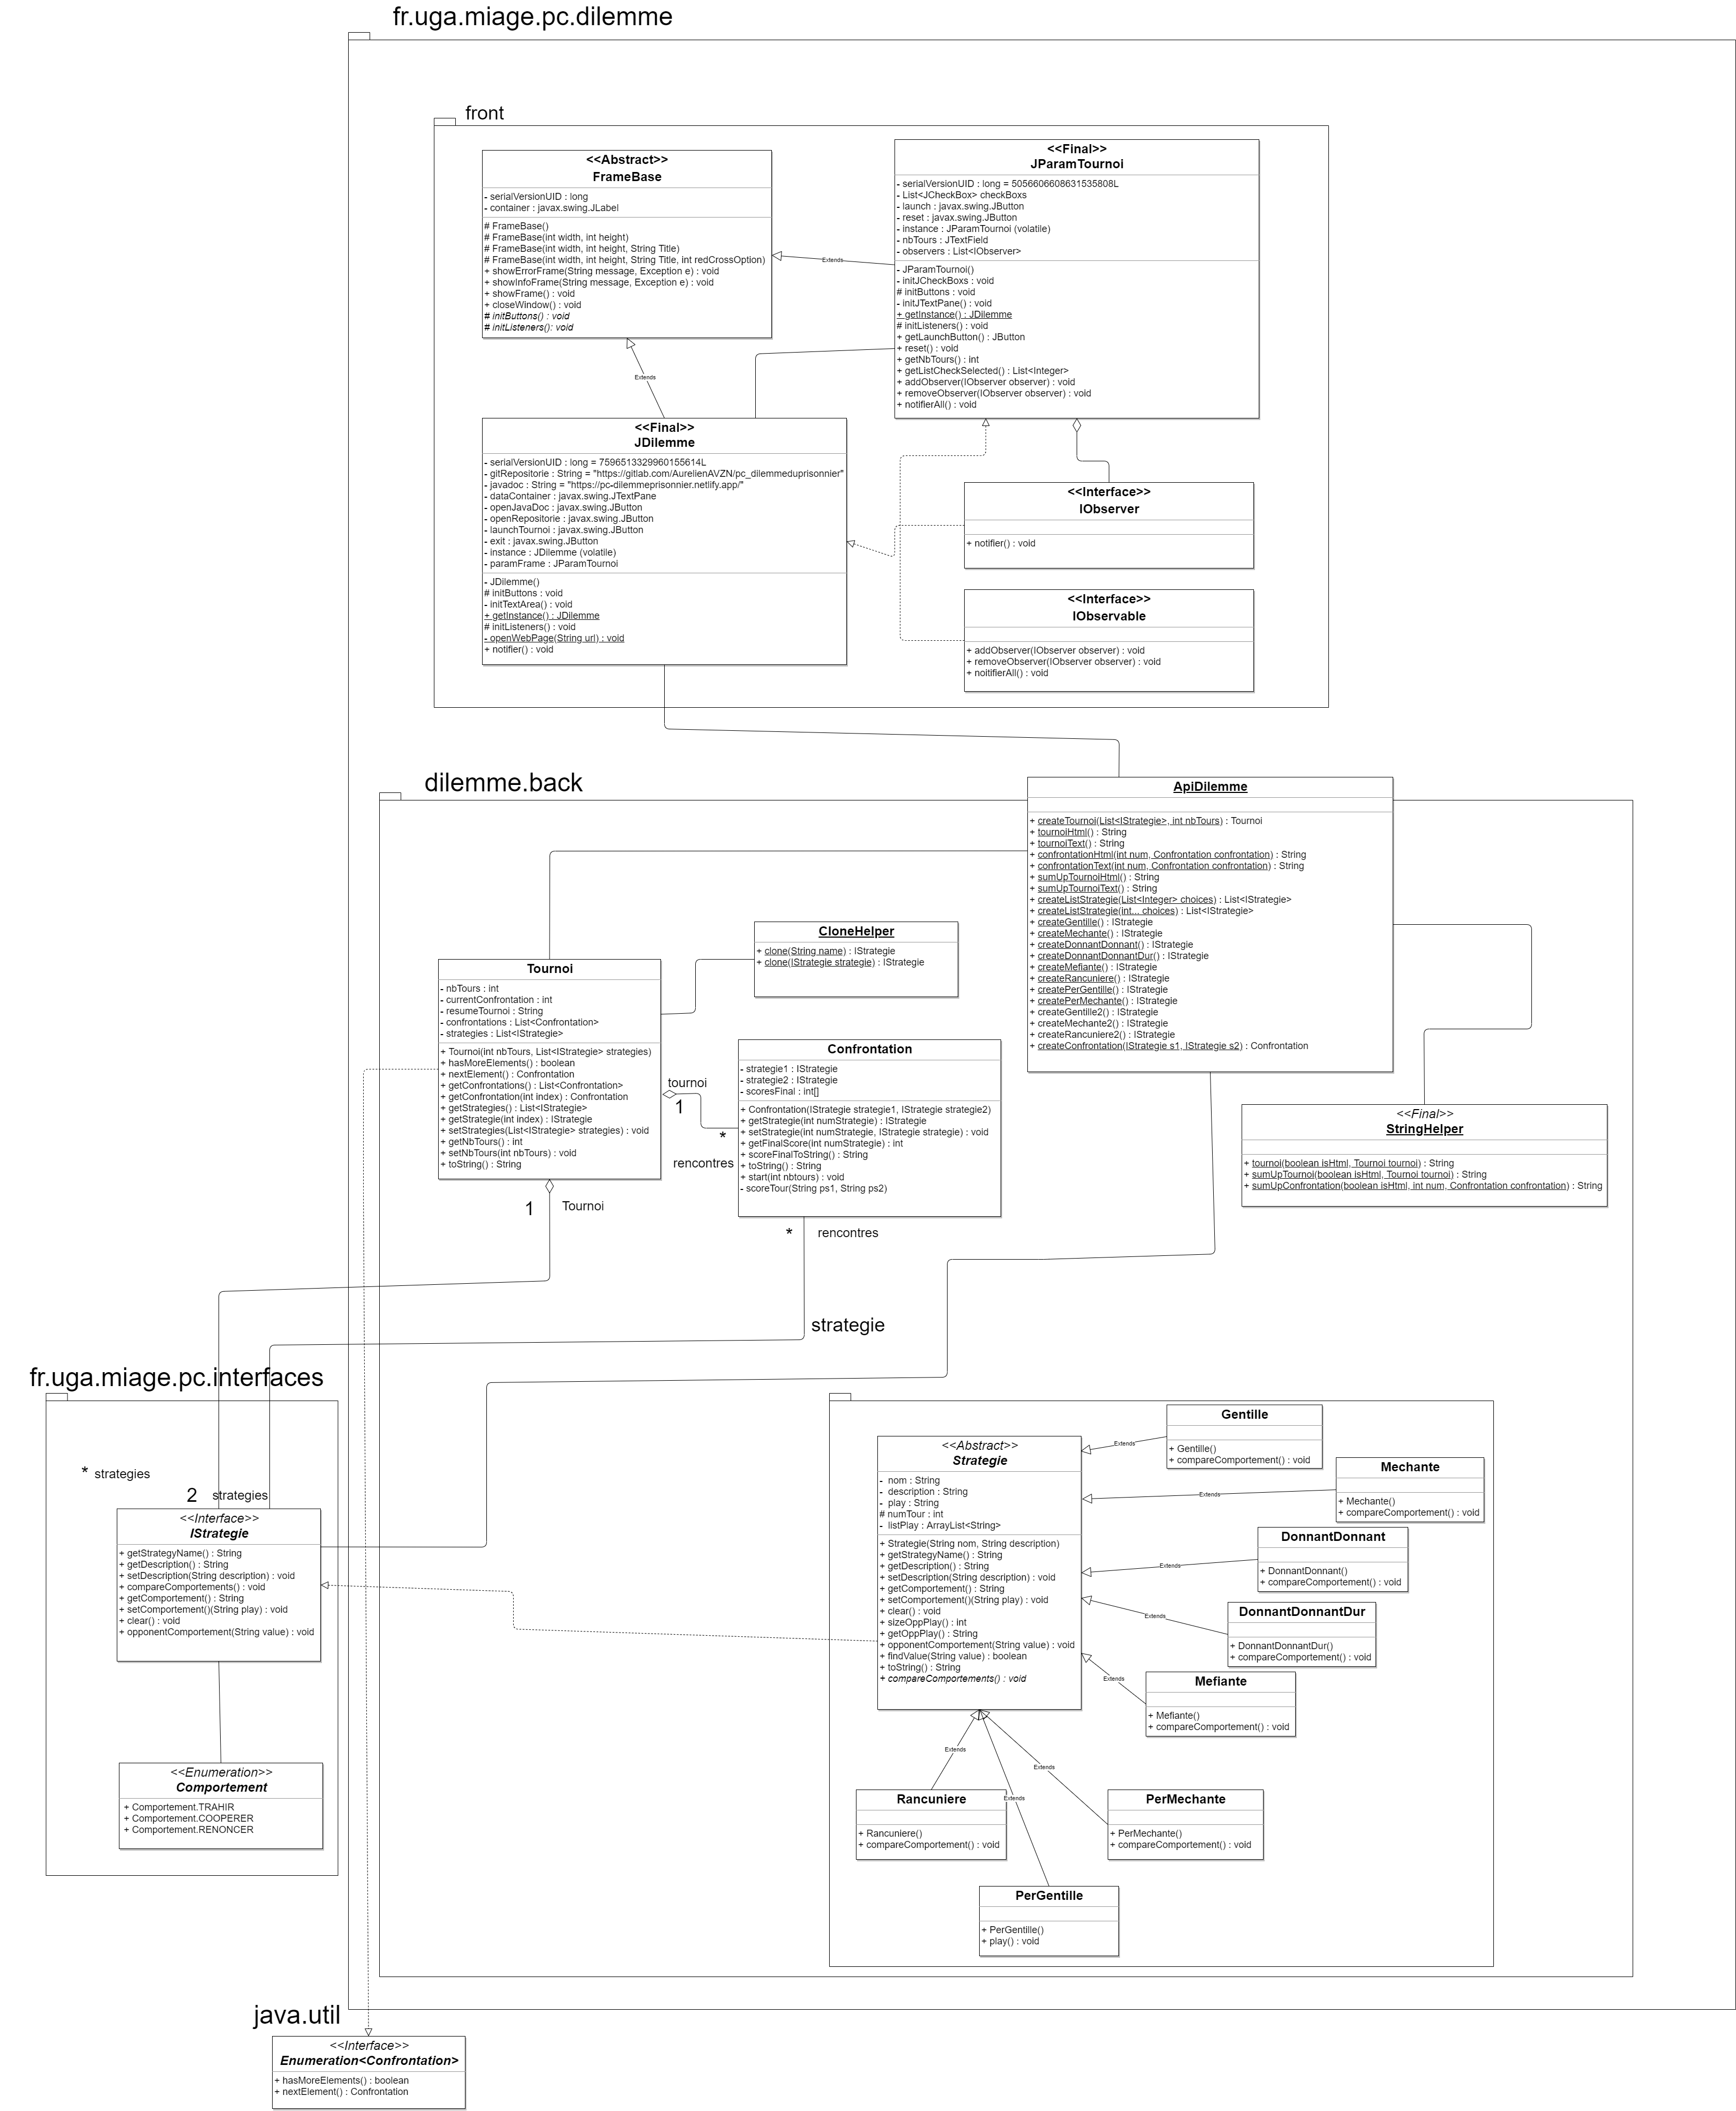 fr.uga.miage.pc.dilemme
front
<<Abstract>>
FrameBase
- serialVersionUID : long
- container : javax.swing.JLabel
# FrameBase()
# FrameBase(int width, int height)
# FrameBase(int width, int height, String Title)
# FrameBase(int width, int height, String Title, int redCrossOption)
+ showErrorFrame(String message, Exception e) : void
+ showInfoFrame(String message, Exception e) : void
+ showFrame() : void
+ closeWindow() : void
# initButtons() : void
# initListeners(): void
<<Final>>
JParamTournoi
- serialVersionUID : long = 5056606608631535808L
- List<JCheckBox> checkBoxs
- launch : javax.swing.JButton
- reset : javax.swing.JButton
- instance : JParamTournoi (volatile)
- nbTours : JTextField
- observers : List<IObserver>
- JParamTournoi()
- initJCheckBoxs : void
# initButtons : void
- initJTextPane() : void
+ getInstance() : JDilemme
# initListeners() : void
+ getLaunchButton() : JButton
+ reset() : void
+ getNbTours() : int
+ getListCheckSelected() : List<Integer>
+ addObserver(IObserver observer) : void
+ removeObserver(IObserver observer) : void
+ notifierAll() : void
Extends
Extends
<<Final>>
JDilemme
- serialVersionUID : long = 7596513329960155614L
- gitRepositorie : String = "https://gitlab.com/AurelienAVZN/pc_dilemmeduprisonnier"
- javadoc : String = "https://pc-dilemmeprisonnier.netlify.app/"
- dataContainer : javax.swing.JTextPane
- openJavaDoc : javax.swing.JButton
- openRepositorie : javax.swing.JButton
- launchTournoi : javax.swing.JButton
- exit : javax.swing.JButton
- instance : JDilemme (volatile)
- paramFrame : JParamTournoi
- JDilemme()
# initButtons : void
- initTextArea() : void
+ getInstance() : JDilemme
# initListeners() : void
- openWebPage(String url) : void
+ notifier() : void
<<Interface>>
IObserver
+ notifier() : void
<<Interface>>
IObservable
+ addObserver(IObserver observer) : void
+ removeObserver(IObserver observer) : void
+ noitifierAll() : void
dilemme.back
ApiDilemme
+ createTournoi(List<IStrategie>, int nbTours) : Tournoi
+ tournoiHtml() : String
+ tournoiText() : String
+ confrontationHtml(int num, Confrontation confrontation) : String
+ confrontationText(int num, Confrontation confrontation) : String
+ sumUpTournoiHtml() : String
+ sumUpTournoiText() : String
+ createListStrategie(List<Integer> choices) : List<IStrategie>
+ createListStrategie(int... choices) : List<IStrategie>
+ createGentille() : IStrategie
+ createMechante() : IStrategie
+ createDonnantDonnant() : IStrategie
+ createDonnantDonnantDur() : IStrategie
+ createMefiante() : IStrategie
+ createRancuniere() : IStrategie
+ createPerGentille() : IStrategie
+ createPerMechante() : IStrategie
+ createGentille2() : IStrategie
+ createMechante2() : IStrategie
+ createRancuniere2() : IStrategie
+ createConfrontation(IStrategie s1, IStrategie s2) : Confrontation
CloneHelper
+ clone(String name) : IStrategie
+ clone(IStrategie strategie) : IStrategie
Tournoi
- nbTours : int
- currentConfrontation : int
- resumeTournoi : String
- confrontations : List<Confrontation>
- strategies : List<IStrategie>
+ Tournoi(int nbTours, List<IStrategie> strategies)
+ hasMoreElements() : boolean
+ nextElement() : Confrontation
+ getConfrontations() : List<Confrontation>
+ getConfrontation(int index) : Confrontation
+ getStrategies() : List<IStrategie>
+ getStrategie(int index) : IStrategie
+ setStrategies(List<IStrategie> strategies) : void
+ getNbTours() : int
+ setNbTours(int nbTours) : void
+ toString() : String
Confrontation
- strategie1 : IStrategie
- strategie2 : IStrategie
- scoresFinal : int[]
+ Confrontation(IStrategie strategie1, IStrategie strategie2)
+ getStrategie(int numStrategie) : IStrategie
+ setStrategie(int numStrategie, IStrategie strategie) : void
+ getFinalScore(int numStrategie) : int
+ scoreFinalToString() : String
+ toString() : String
+ start(int nbtours) : void
- scoreTour(String ps1, String ps2)
tournoi
1
*
rencontres
<<Final>>
StringHelper
+ tournoi(boolean isHtml, Tournoi tournoi) : String
+ sumUpTournoi(boolean isHtml, Tournoi tournoi) : String
+ sumUpConfrontation(boolean isHtml, int num, Confrontation confrontation) : String
1 Tournoi
* rencontres
strategie
fr.uga.miage.pc.interfaces
* strategies
2 strategies
<<Interface>>
IStrategie
+ getStrategyName() : String
+ getDescription() : String
+ setDescription(String description) : void
+ compareComportements() : void
+ getComportement() : String
+ setComportement()(String play) : void
+ clear() : void
+ opponentComportement(String value) : void
<<Enumeration>>
Comportement
+ Comportement.TRAHIR
+ Comportement.COOPERER
+ Comportement.RENONCER
<<Abstract>>
Strategie
- nom : String
- description : String
- play : String
# numTour : int
- listPlay : ArrayList<String>
+ Strategie(String nom, String description)
+ getStrategyName() : String
+ getDescription() : String
+ setDescription(String description) : void
+ getComportement() : String
+ setComportement()(String play) : void
+ clear() : void
+ sizeOppPlay() : int
+ getOppPlay() : String
+ opponentComportement(String value) : void
+ findValue(String value) : boolean
+ toString() : String
+ compareComportements() : void
Gentille
+ Gentille()
+ compareComportement() : void
Extends
Mechante
+ Mechante()
+ compareComportement() : void
Extends
DonnantDonnant
+ DonnantDonnant()
+ compareComportement() : void
Extends
DonnantDonnantDur
+ DonnantDonnantDur()
+ compareComportement() : void
Extends
Mefiante
+ Mefiante()
+ compareComportement() : void
Extends
Extends
Extends
Extends
Rancuniere
+ Rancuniere()
+ compareComportement() : void
PerMechante
+ PerMechante()
+ compareComportement() : void
PerGentille
+ PerGentille()
+ play() : void
java.util
<<Interface>>
Enumeration<Confrontation>
+ hasMoreElements() : boolean
+ nextElement() : Confrontation